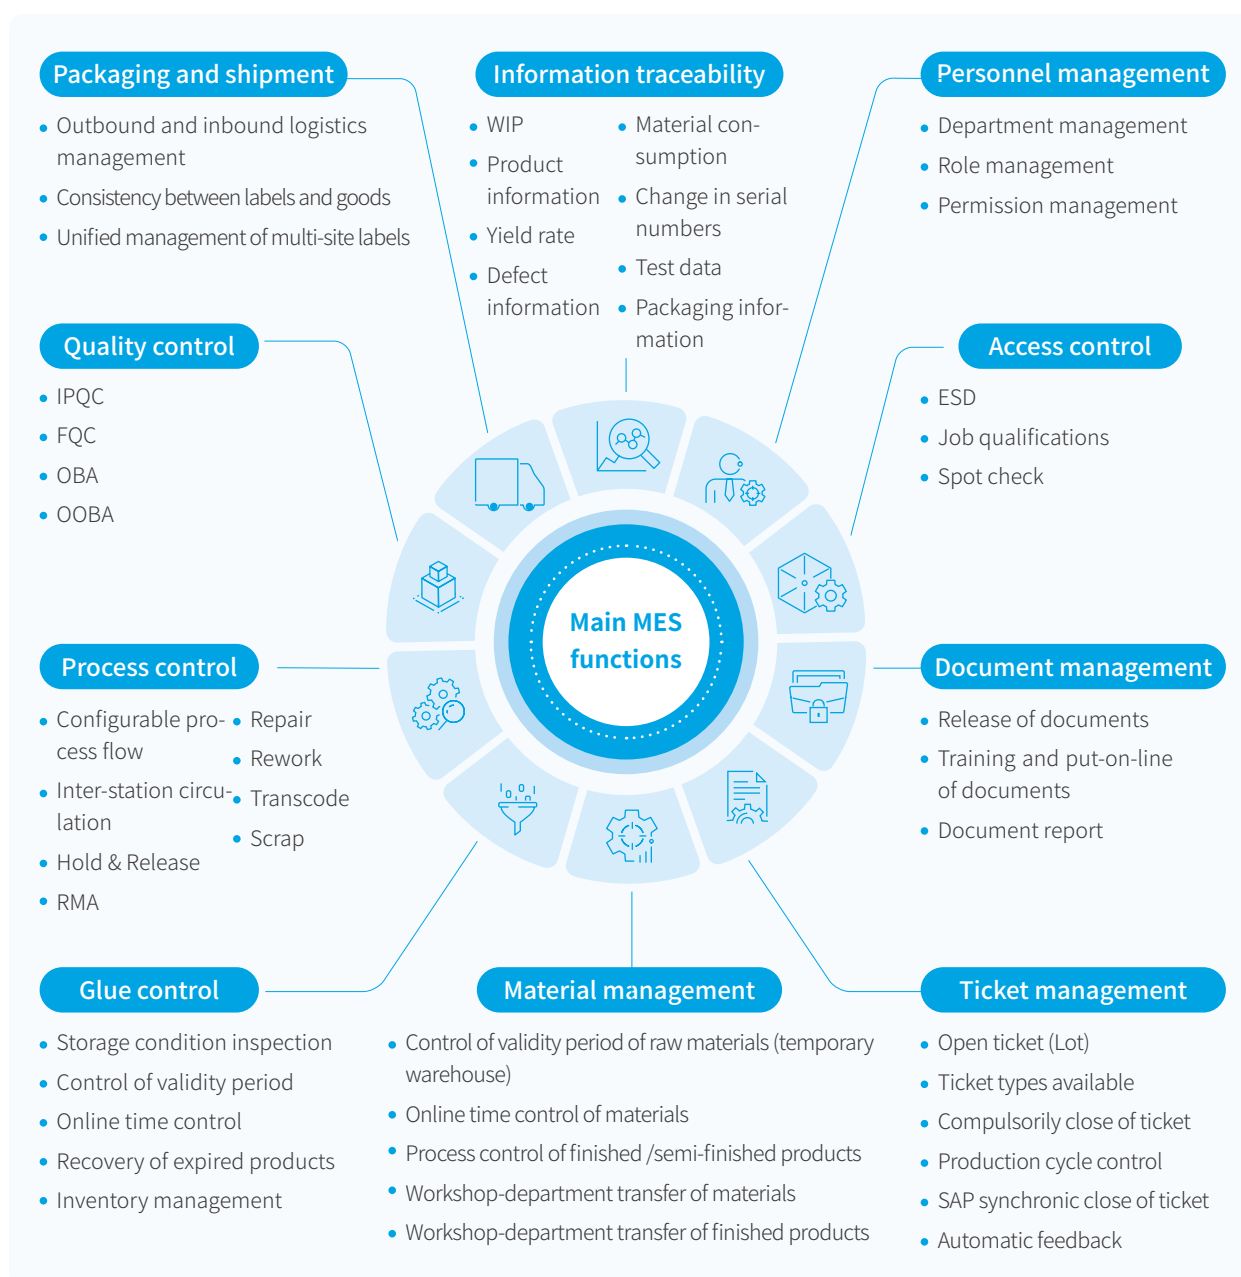 Packaging and shipment
Outbound and inbound logistics
management
Consistency between labels and goods
Unified management of multi-site labels
Information traceability
WIP
Product
information
Yield rate
Defect
information
Material con-
sumption
Change in serial
numbers
Test data
Packaging infor-
mation
Personnel management
Department management
Role management
Permission management
Quality control
IPQC
FQC
OBA
OOBA
Access control
ESD
Job qualifications
Spot check
Main MES
functions
Process control
Configurable pro-
cess flow
Inter-station circu-
lation
Hold & Release
RMA
Repair
Rework
Transcode
Scrap
Document management
Release of documents
Training and put-on-line
of documents
Document report
Glue control
Storage condition inspection
Control of validity period
Online time control
Recovery of expired products
Inventory management
Material management
Control of validity period of raw materials (temporary
warehouse)
Online time control of materials
Process control of finished /semi-finished products
Workshop-department transfer of materials
Workshop-department transfer of finished products
Ticket management
Open ticket (Lot)
Ticket types available
Compulsorily close of ticket
Production cycle control
SAP synchronic close of ticket
Automatic feedback